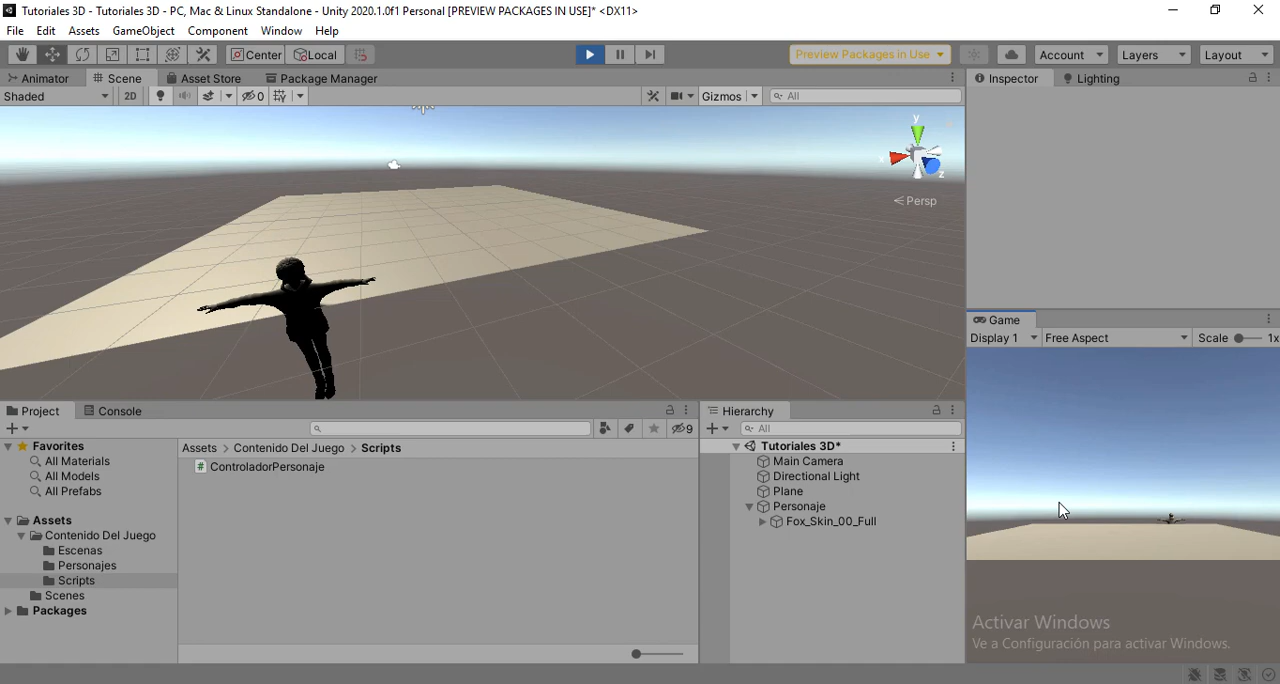 Tutoriales 3D - Tutoriales 3D - PC, Mac & Linux Standalone - Unity 2020.1.0f1 Personal [PREVIEW PACKAGES IN USE]* <DX11>
File Edit Assets GameObject Component Window Help
Center Local Preview Packages in Use Account Layers Layout
Animator Scene Asset Store Package Manager Inspector Lighting
Shaded 2D 0 Gizmos All
y
x
z
Persp
Game
Display 1 Free Aspect Scale 1x
Project Console Hierarchy
9 All
Favorites Assets > Contenido Del Juego > Scripts Tutoriales 3D*
All Materials ControladorPersonaje Main Camera
All Models Directional Light
All Prefabs Plane
Personaje
Assets Fox_Skin_00_Full
Contenido Del Juego
Escenas
Personajes
Scripts
Scenes
Packages
Activar Windows
Ve a Configuración para activar Windows.